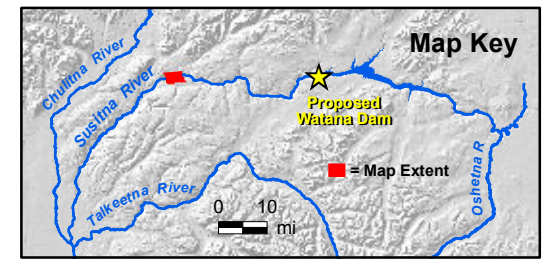 Map Key
Chulitna River
Susitna River
Proposed
Watana Dam
= Map Extent
Talkeetna River
Oshetna R
0 10
mi